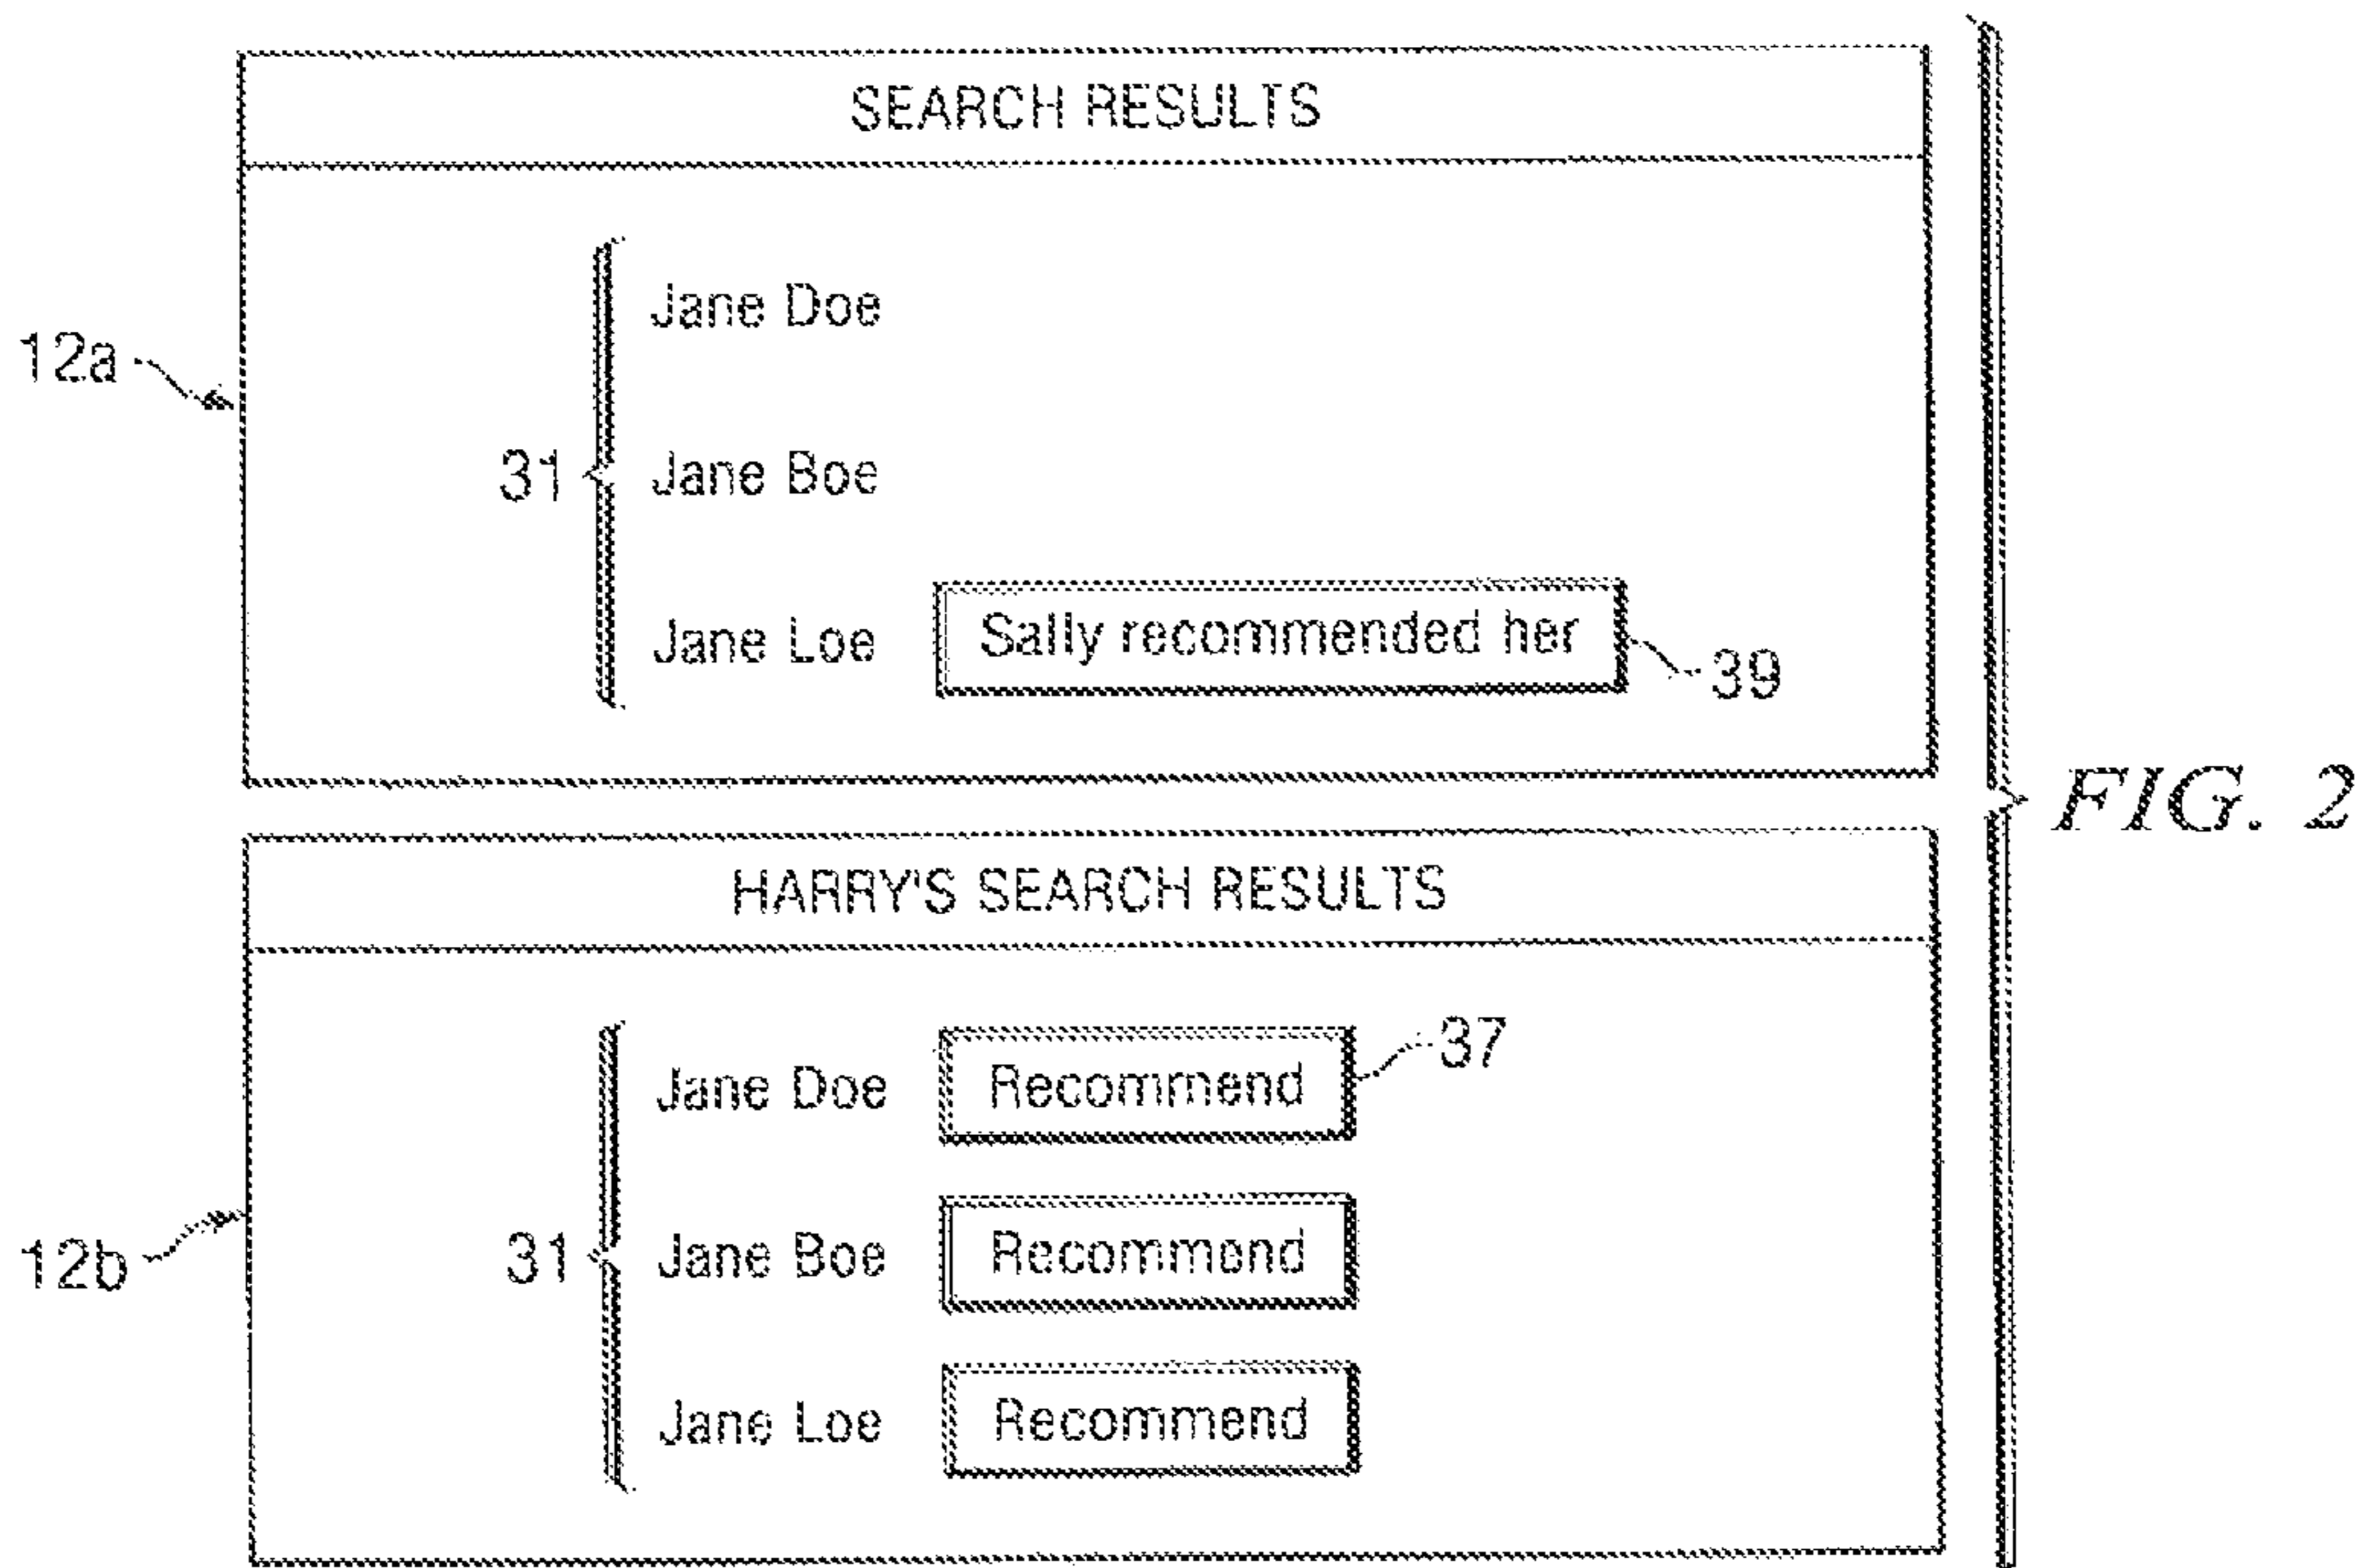 SEARCH RESULTS
12a
31
Jane Doe
Jane Boe
Jane Loe Sally recommended her 39
FIG. 2
HARRY'S SEARCH RESULTS
12b
31
Jane Doe Recommend 37
Jane Boe Recommend
Jane Loe Recommend